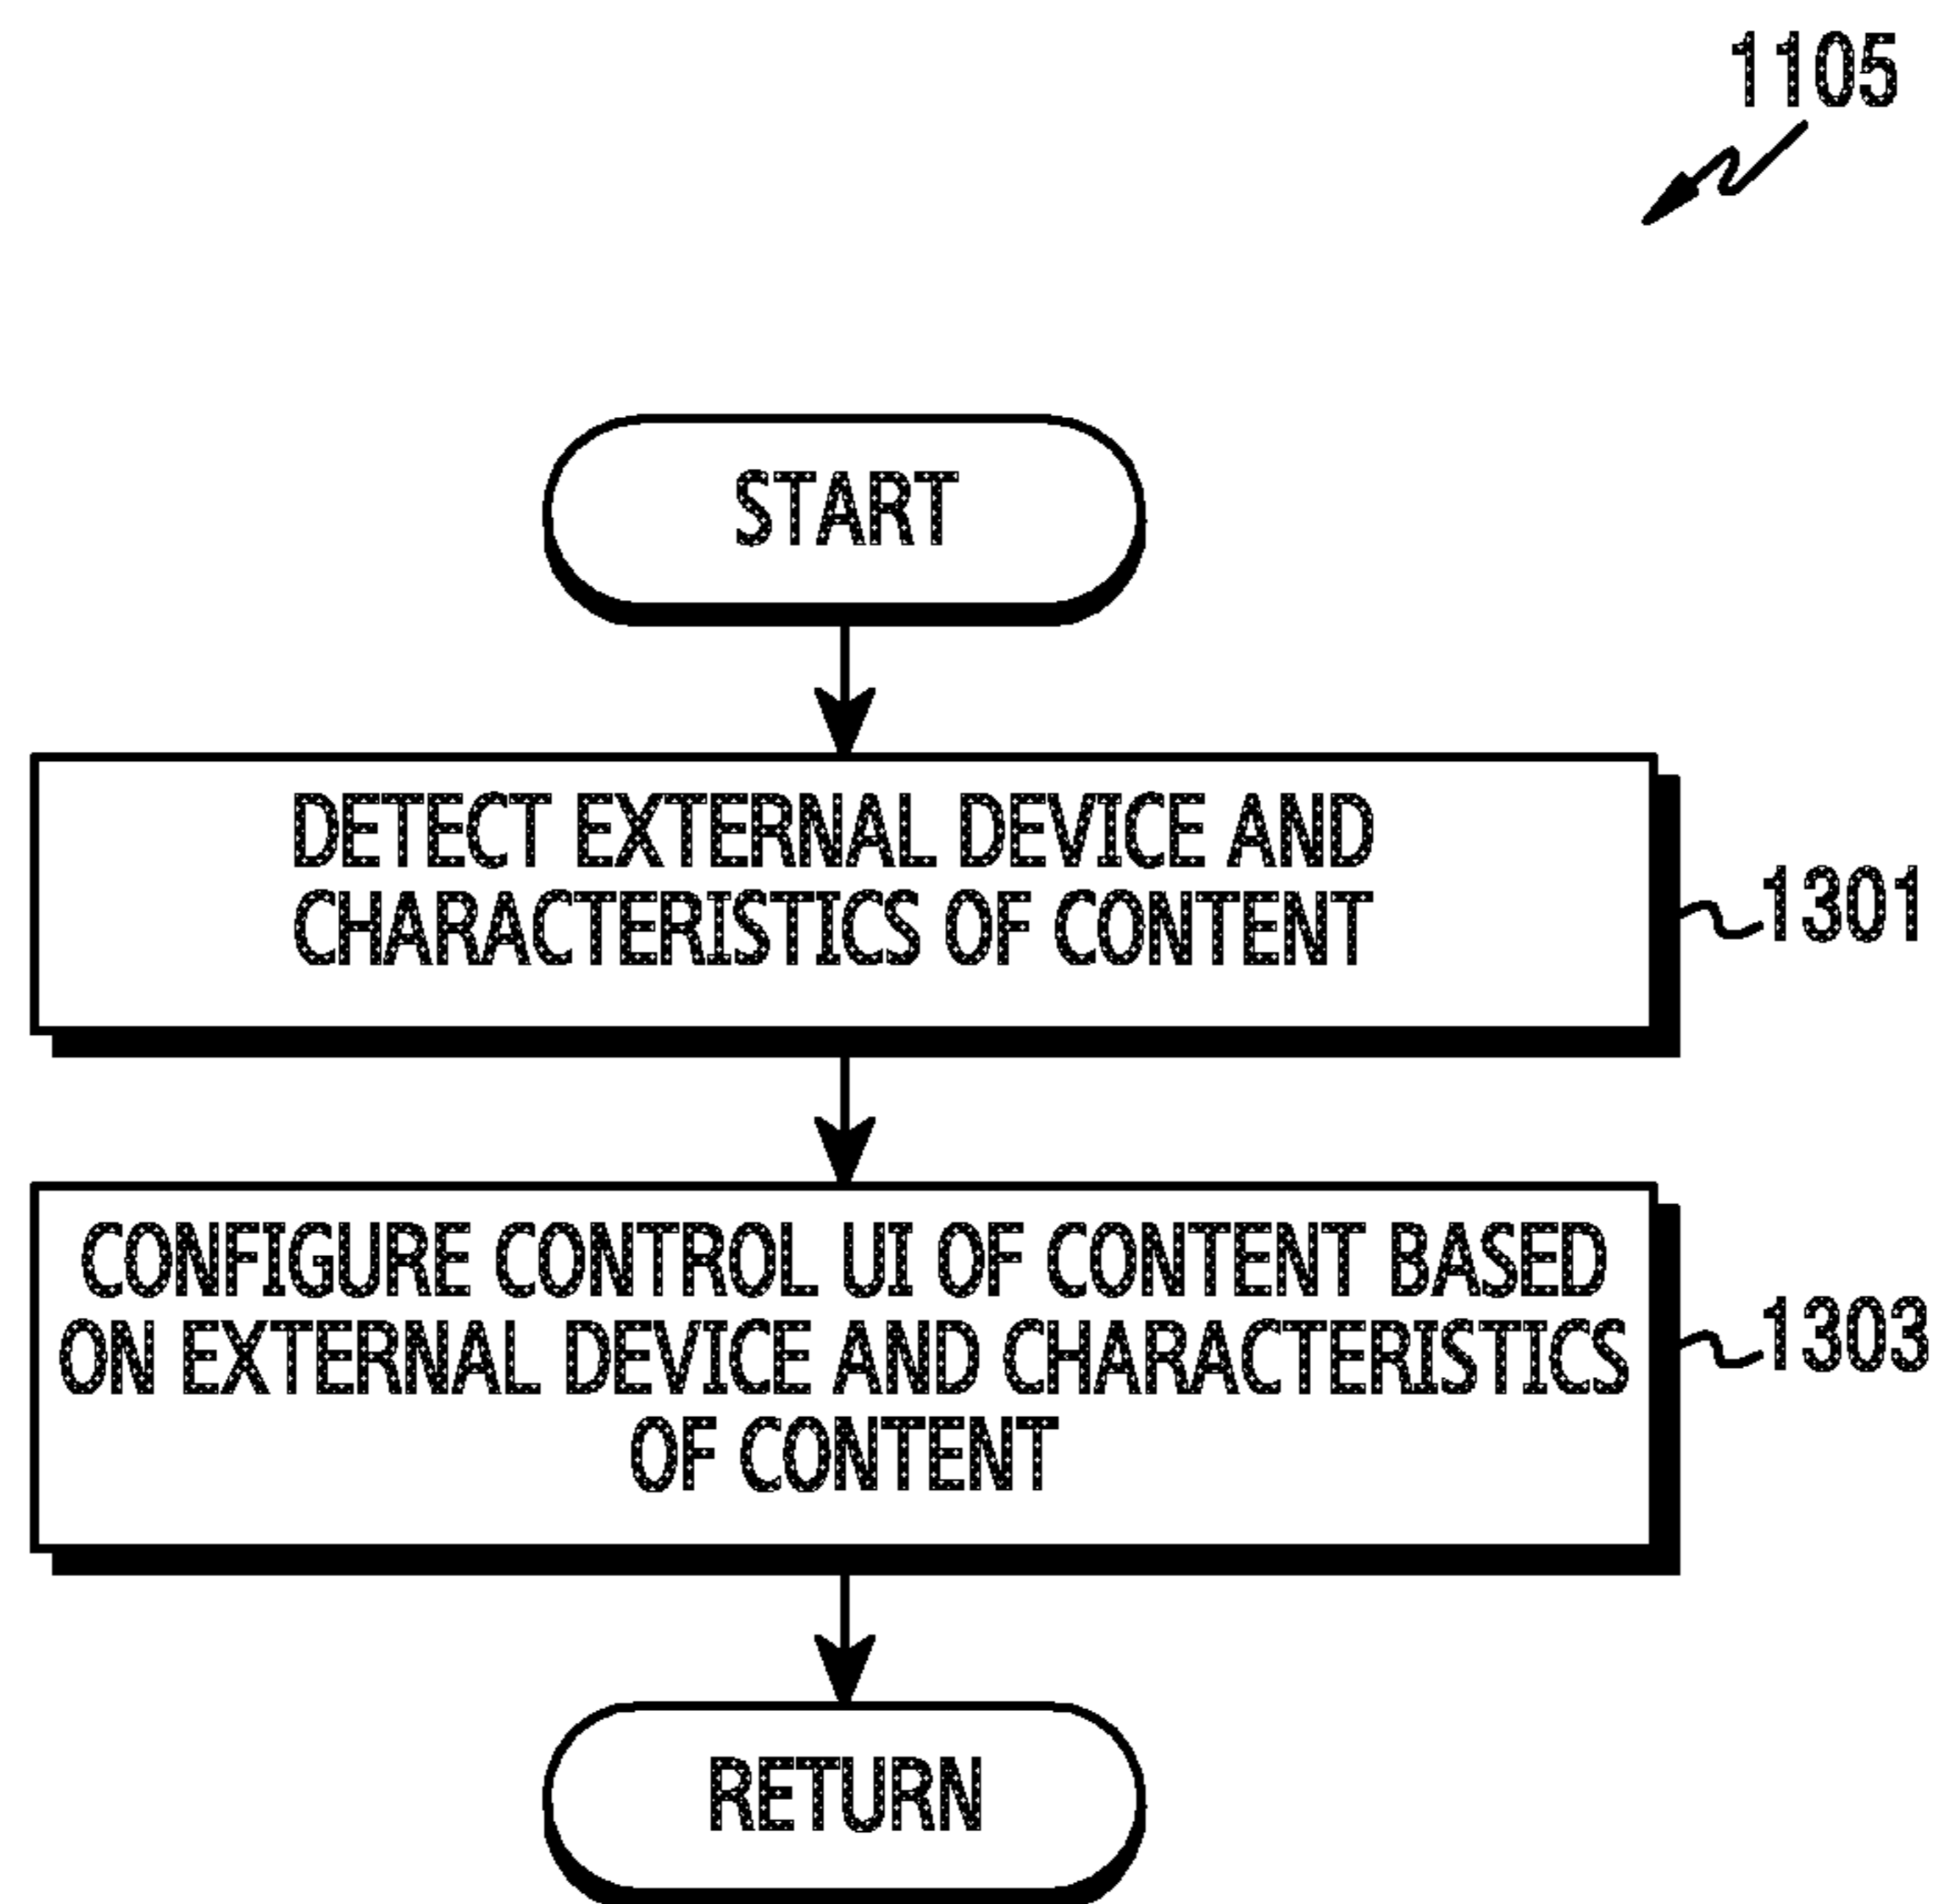 1105
START
DETECT EXTERNAL DEVICE AND
CHARACTERISTICS OF CONTENT
1301
CONFIGURE CONTROL UI OF CONTENT BASED
ON EXTERNAL DEVICE AND CHARACTERISTICS
OF CONTENT
1303
RETURN